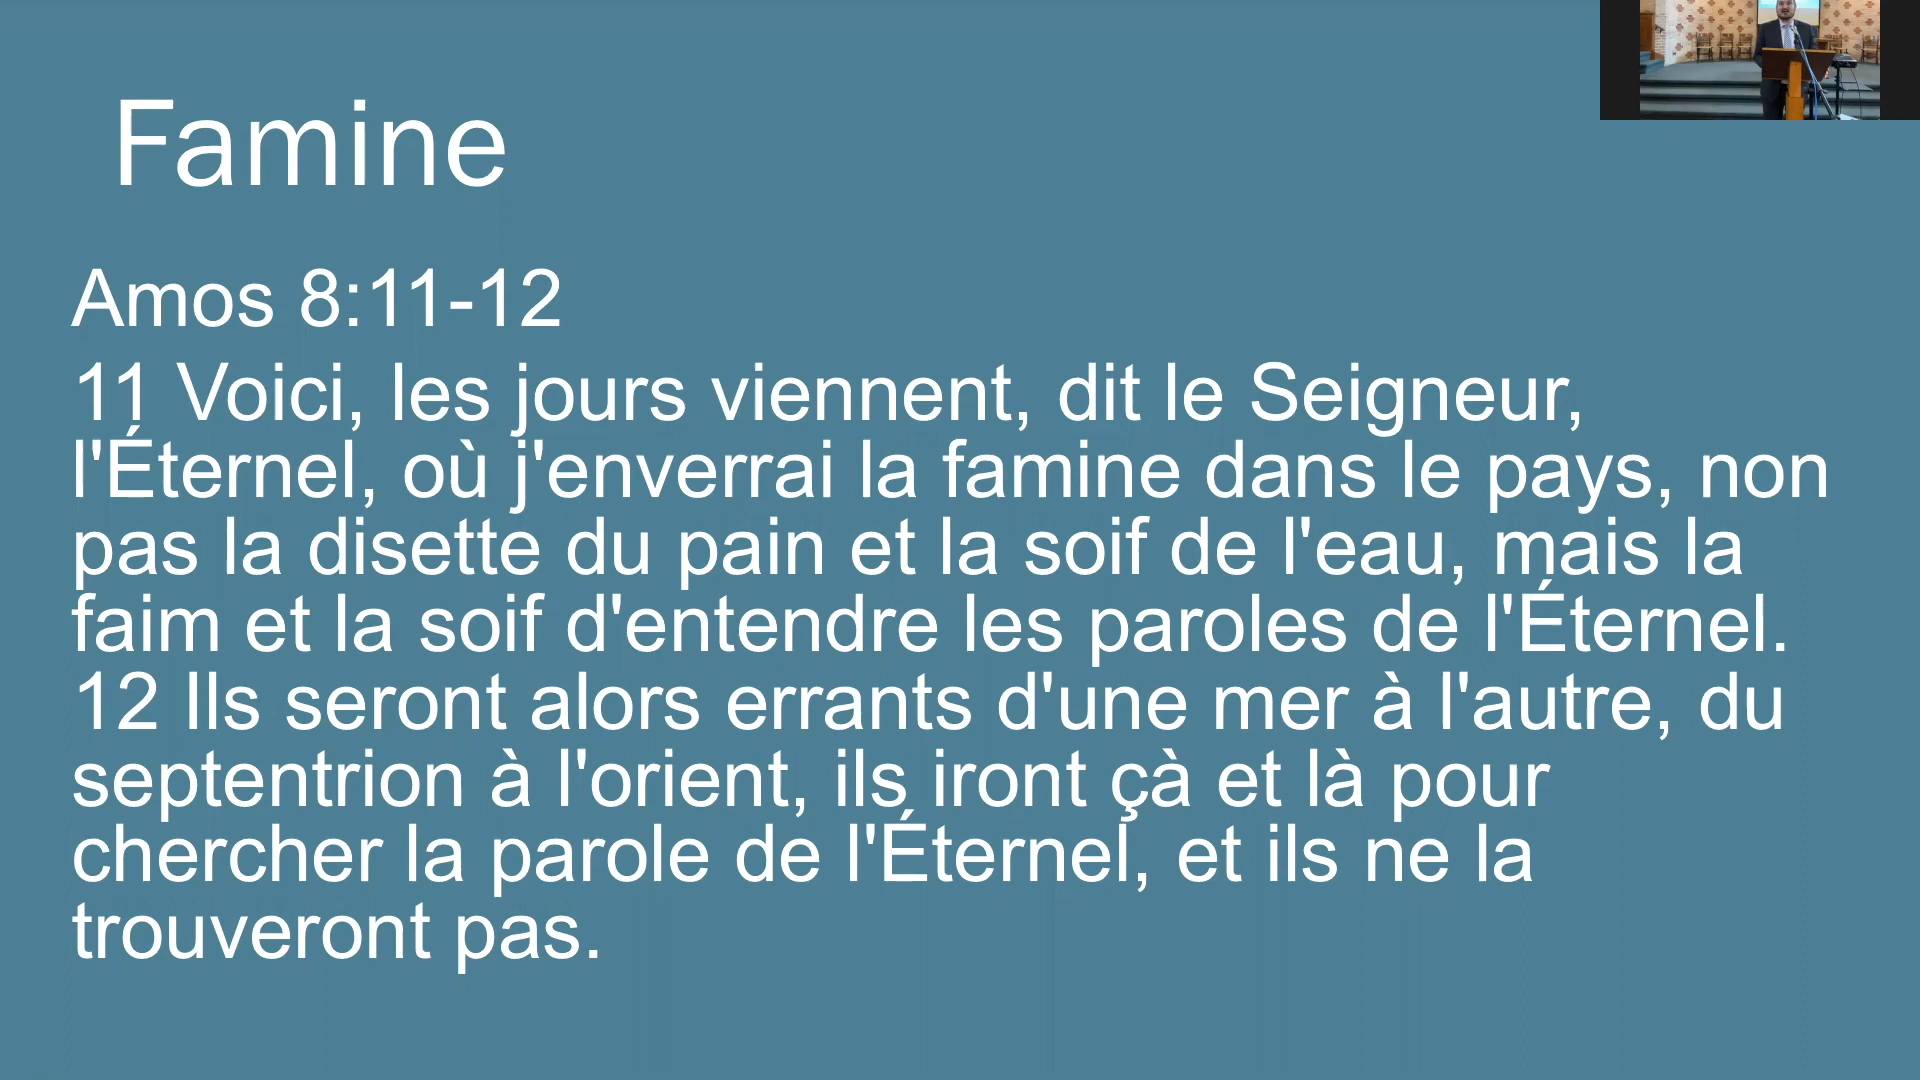 Famine
Amos 8:11-12
11 Voici, les jours viennent, dit le Seigneur,
l'Éternel, où j'enverrai la famine dans le pays, non
pas la disette du pain et la soif de l'eau, mais la
faim et la soif d'entendre les paroles de l'Éternel.
12 Ils seront alors errants d'une mer à l'autre, du
septentrion à l'orient, ils iront çà et là pour
chercher la parole de l'Éternel, et ils ne la
trouveront pas.